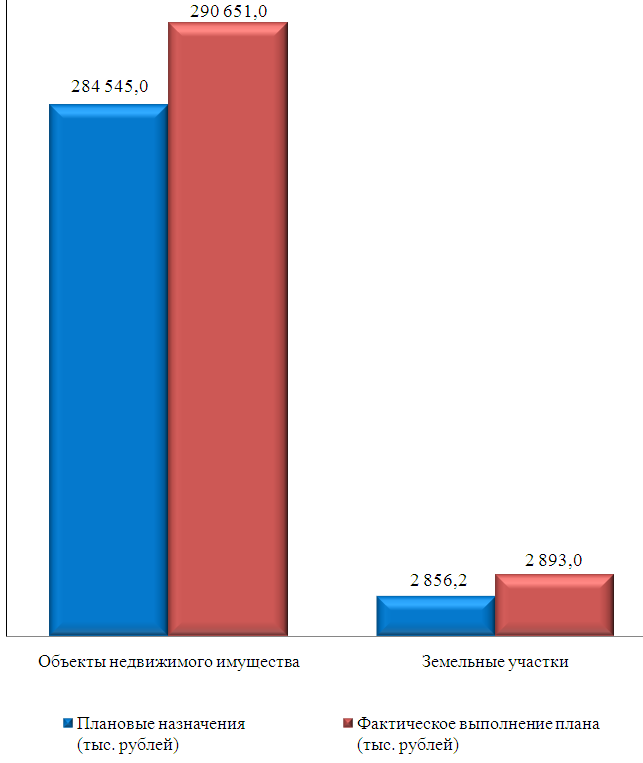 290 651,0
284 545,0
2 893,0
2 856,2
Объекты недвижимого имущества
Земельные участки
Плановые назначения
(тыс. рублей)
Фактическое выполнение плана
(тыс. рублей)